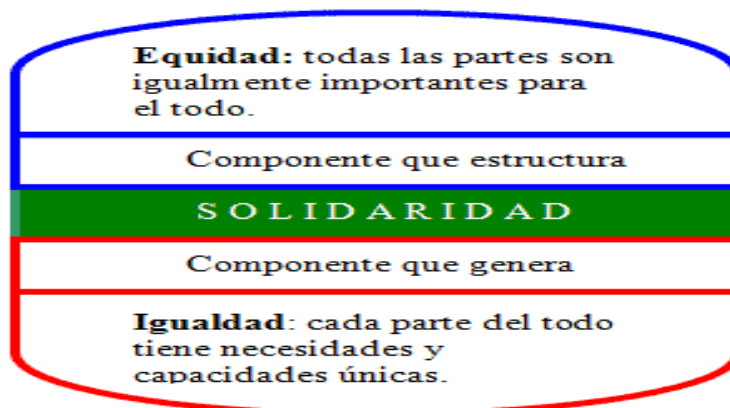 Equidad: todas las partes son
igualmente importantes para
el todo.
Componente que estructura
SOLIDARIDAD
Componente que genera
Igualdad: cada parte del todo
tiene necesidades y
capacidades únicas.